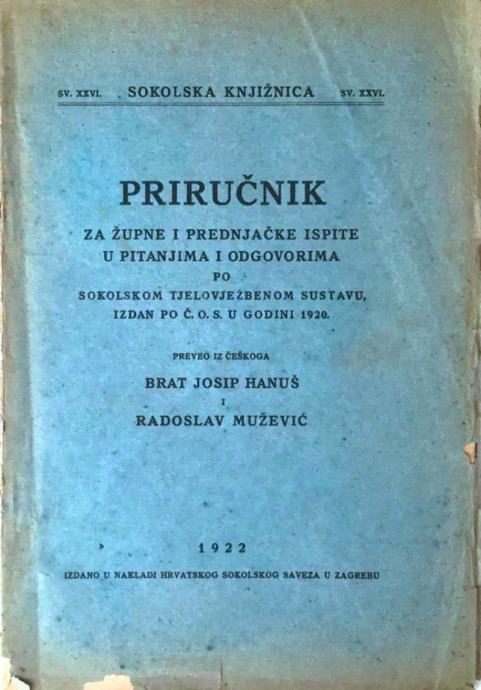 SV. XXVI. SOKOLSKA KNJIŽNICA SV. XXVI.
PRIRUČNIK
ZA ŽUPNE I PREDNJAČKE ISPITE
U PITANJIMA I ODGOVORIMA
PO
SOKOLSKOM TJELOVJEŽBENOM SUSTAVU,
IZDAN PO Č. O. S. U GODINI 1920.
PREVEO IZ ČEŠKOGA
BRAT JOSIP HANUŠ
I
RADOSLAV MUŽEVIĆ
1922
IZDANO U NAKLADI HRVATSKOG SOKOLSKOG SAVEZA U ZAGREBU